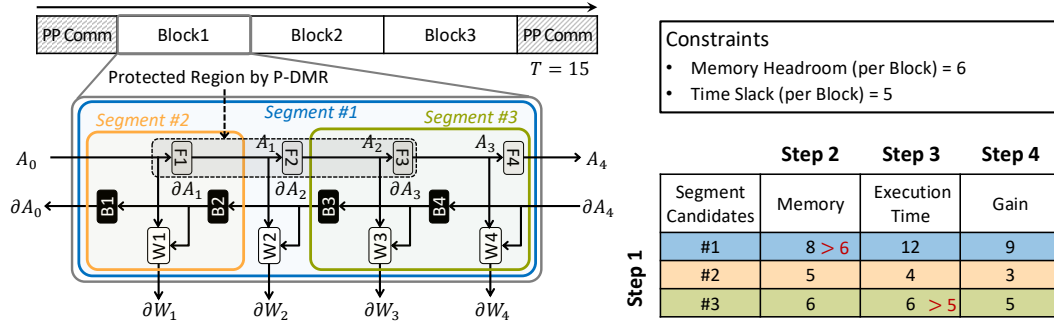 PP Comm Block1 Block2 Block3 PP Comm
T = 15
Protected Region by P-DMR
Segment #1
Segment #2 Segment #3
A₀ F1 A₁ F2 A₂ F3 A₃ F4 A₄
∂A₁ ∂A₂ ∂A₃
∂A₀ B1 B2 B3 B4 ∂A₄
W1 W2 W3 W4
∂W₁ ∂W₂ ∂W₃ ∂W₄
Constraints
• Memory Headroom (per Block) = 6
• Time Slack (per Block) = 5
Step 2 Step 3 Step 4
Step 1
Segment Candidates Memory Execution Time Gain
#1 8 > 6 12 9
#2 5 4 3
#3 6 6 > 5 5